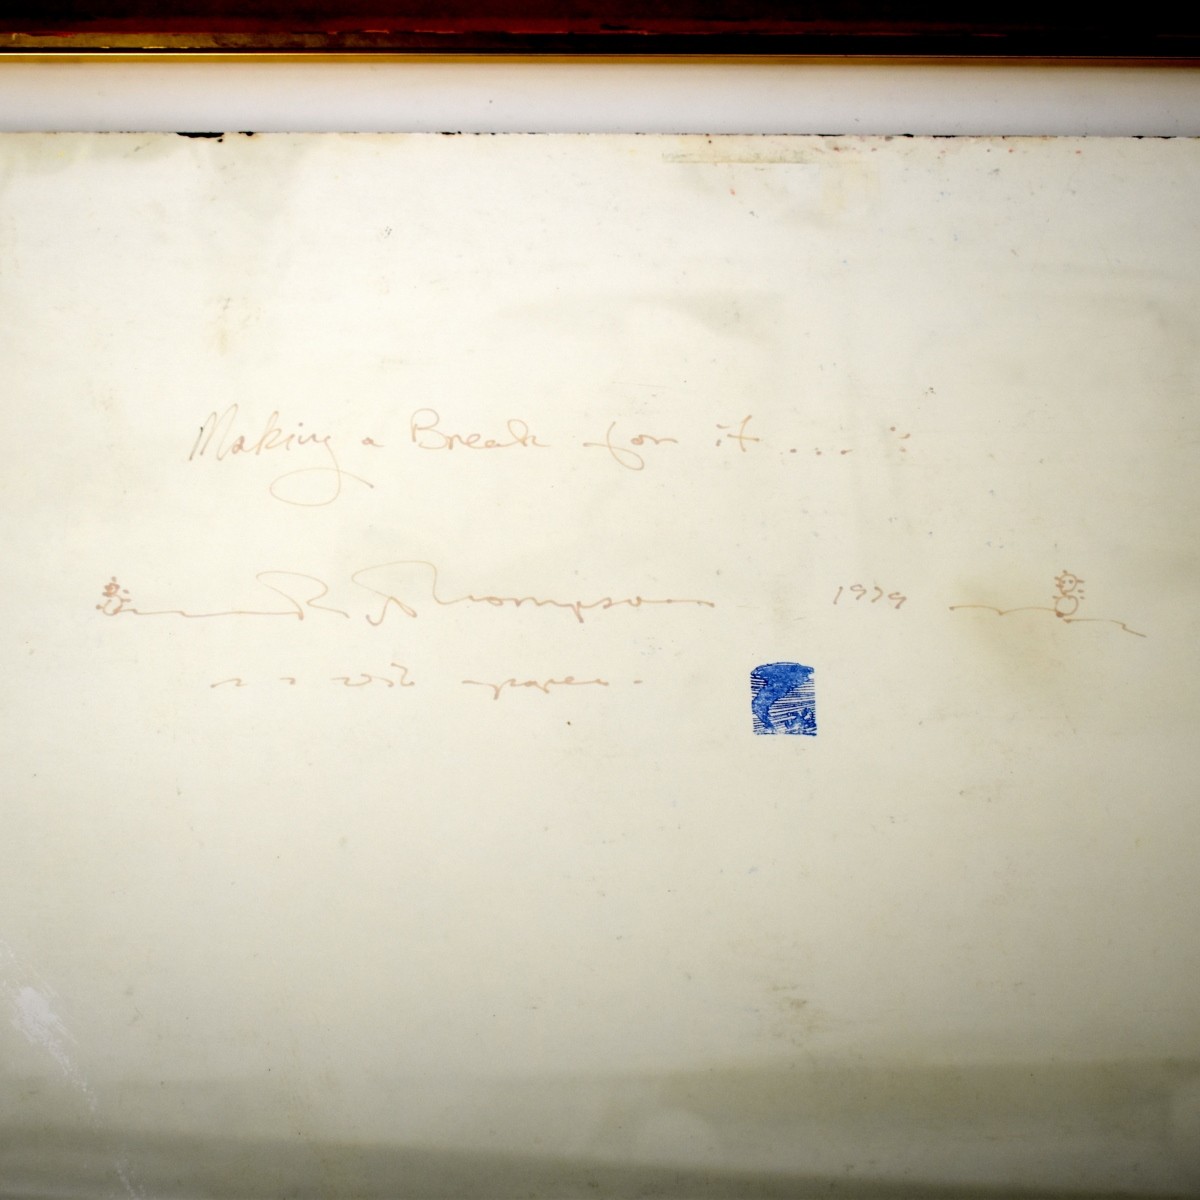 Making a Break for it ...
R. Thompson 1979